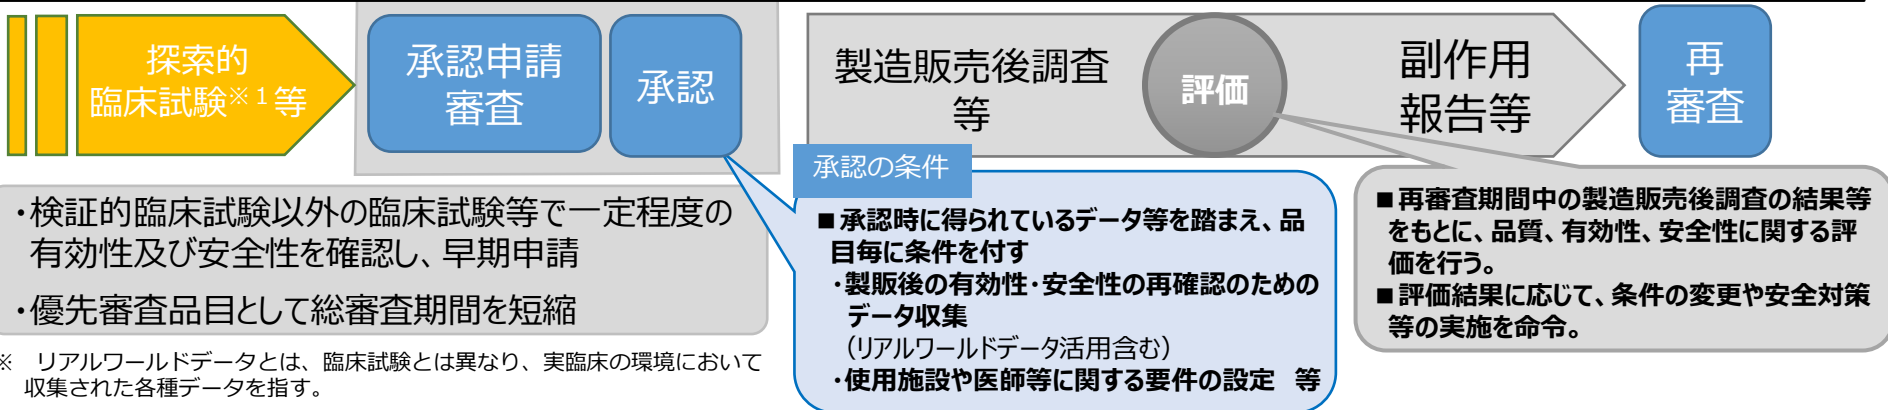 探索的
臨床試験※１等
承認申請
審査
承認
製造販売後調査
等
評価
副作用
報告等
再
審査
・検証的臨床試験以外の臨床試験等で一定程度の
有効性及び安全性を確認し、早期申請
・優先審査品目として総審査期間を短縮
※　リアルワールドデータとは、臨床試験とは異なり、実臨床の環境において
収集された各種データを指す。
承認の条件
■承認時に得られているデータ等を踏まえ、品
目毎に条件を付す
・製販後の有効性・安全性の再確認のための
データ収集
（リアルワールドデータ活用含む）
・使用施設や医師等に関する要件の設定　等
■再審査期間中の製造販売後調査の結果等
をもとに、品質、有効性、安全性に関する評
価を行う。
■評価結果に応じて、条件の変更や安全対策
等の実施を命令。